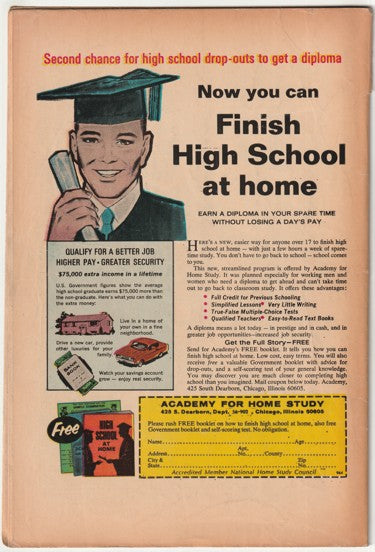 Second chance for high school drop-outs to get a diploma
Now you can
Finish
High School
at home
EARN A DIPLOMA IN YOUR SPARE TIME
WITHOUT LOSING A DAY'S PAY
QUALIFY FOR A BETTER JOB
HIGHER PAY • GREATER SECURITY
$75,000 extra income in a lifetime
U.S. Government figures show the average
high school graduate earns $75,000 more than
the non-graduate. Here's what you can do with
the extra money:
Live in a home of
your own in a fine
neighborhood.
Drive a new car, provide
other luxuries for your
family.
Watch your savings account
grow — enjoy real security.
HERE'S A NEW, easier way for anyone over 17 to finish high
school at home — with just a few hours a week of spare-
time study. You don't have to go back to school — school comes
to you.
This new, streamlined program is offered by Academy for
Home Study. It was planned especially for working men and
women who need a diploma to get ahead and can't take time
out to go back to classroom study. It offers these advantages:
• Full Credit for Previous Schooling
• Simplified Lessons • Very Little Writing
• True-False Multiple-Choice Tests
• Qualified Teachers • Easy-to-Read Text Books
A diploma means a lot today — in prestige and in cash, and in
greater job opportunities—increased job security.
Get the Full Story—FREE
Send for FREE booklet. It tells how you can
finish high school at home. Low cost, easy terms. You will also
receive free a valuable Government booklet with advice for
drop-outs, and a self-scoring test of your general knowledge.
You may discover you are much closer to completing high
school than you imagined. Mail coupon below today. Academy,
425 South Dearborn, Chicago, Illinois 60605.
Free
HIGH
SCHOOL
AT
HOME
ACADEMY FOR HOME STUDY
425 S. Dearborn, Dept. Chicago, Illinois 60605
Please rush FREE booklet on how to finish high school at home, also free
Government booklet and self-scoring test. No obligation.
Name Age
Address Apt. No. County
City & State Zip No.
Accredited Member National Home Study Council